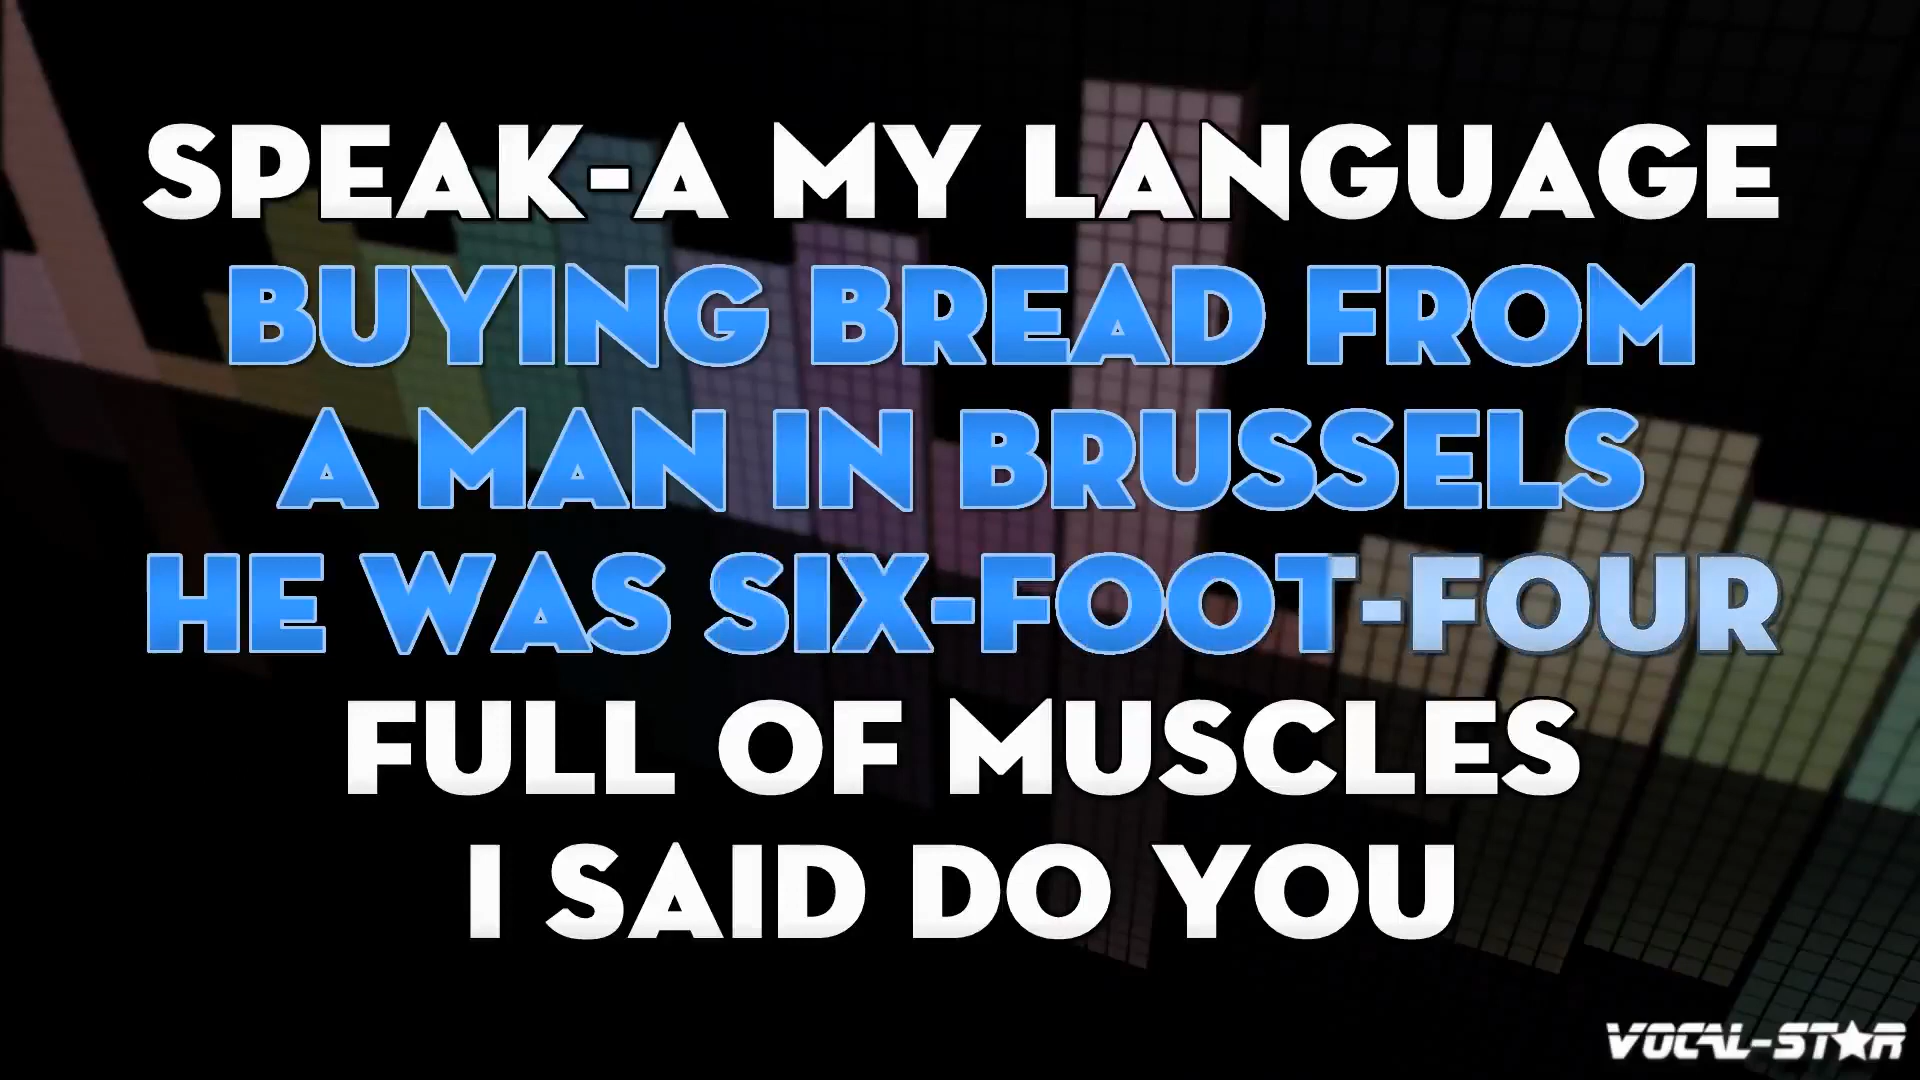 SPEAK-A MY LANGUAGE
BUYING BREAD FROM
A MAN IN BRUSSELS
HE WAS SIX-FOOT-FOUR
FULL OF MUSCLES
I SAID DO YOU
VOCAL-STAR